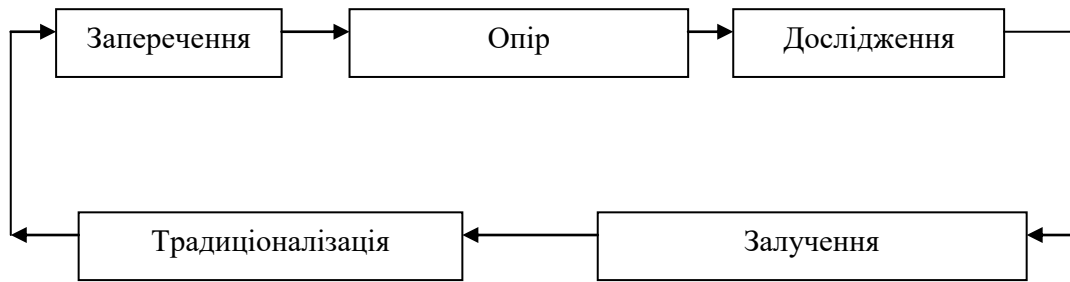 Заперечення
Опір
Дослідження
Традиціоналізація
Залучення